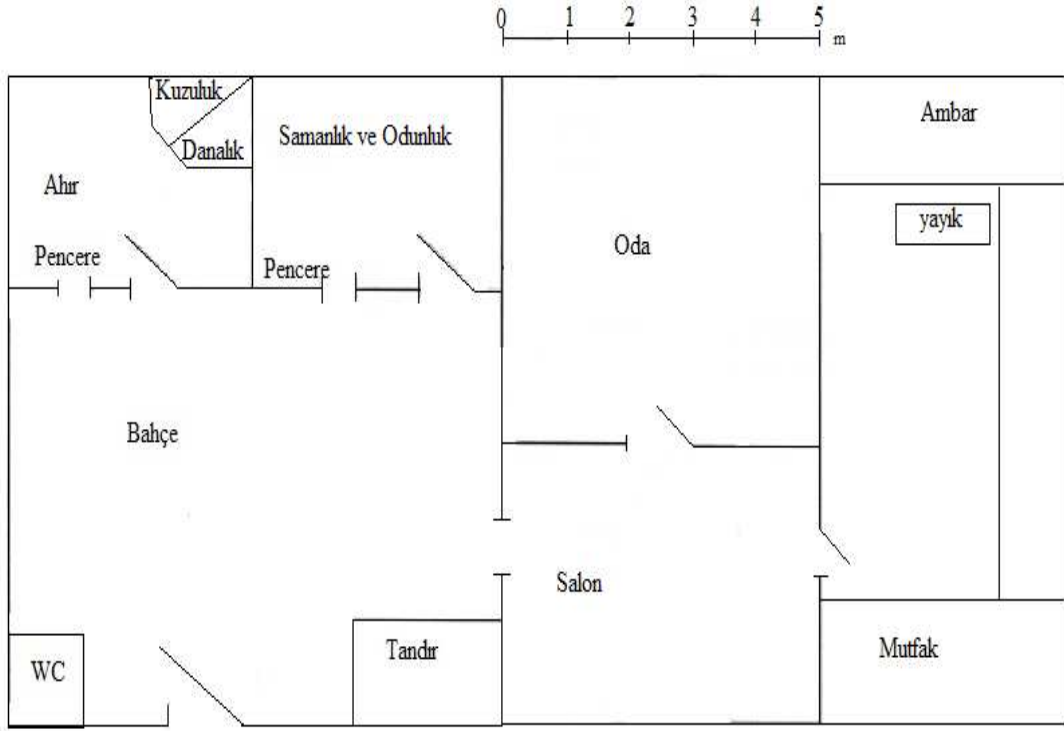 0 1 2 3 4 5 m
Kuzuluk
Danalık
Samanlık ve Odunluk
Ambar
Ahır
yayık
Oda
Pencere
Pencere
Bahçe
Salon
Tandır
Mutfak
WC